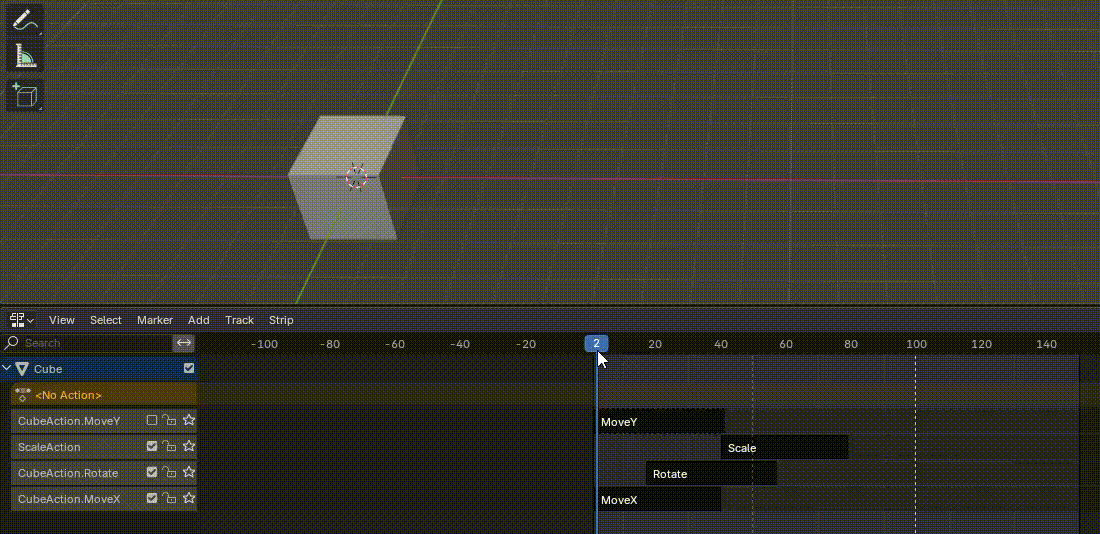 View Select Marker Add Track Strip
Search -100 -80 -60 -40 -20 2 20 40 60 80 100 120 140
Cube
<No Action>
CubeAction.MoveY MoveY
ScaleAction Scale
CubeAction.Rotate Rotate
CubeAction.MoveX MoveX